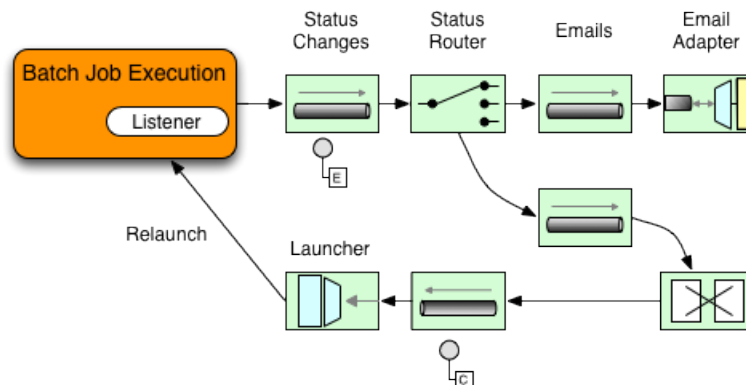 Status
Changes
Status
Router
Emails
Email
Adapter
Batch Job Execution
Listener
E
Relaunch
Launcher
C